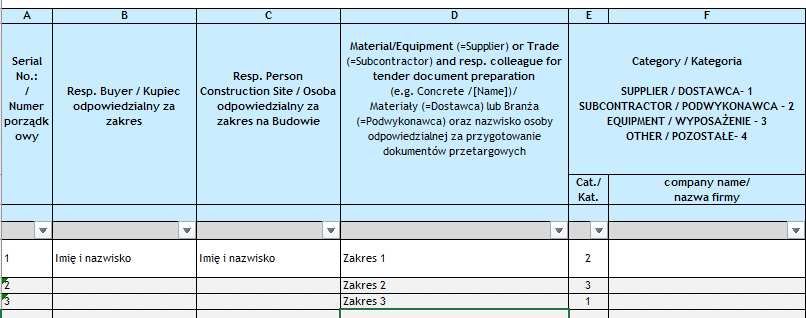 A B C D E F
Serial
No.:
/
Numer
porządk
owy
Resp. Buyer / Kupiec
odpowiedzialny za
zakres
Resp. Person
Construction Site / Osoba
odpowiedzialny za
zakres na Budowie
Material/Equipment (=Supplier) or Trade
(=Subcontractor) and resp. colleague for
tender document preparation
(e.g. Concrete /[Name])/
Materiały (=Dostawca) lub Branża
(=Podwykonawca) oraz nazwisko osoby
odpowiedzialnej za przygotowanie
dokumentów przetargowych
Category / Kategoria
SUPPLIER / DOSTAWCA- 1
SUBCONTRACTOR / PODWYKONAWCA - 2
EQUIPMENT / WYPOSAŻENIE - 3
OTHER / POZOSTAŁE- 4
Cat./
Kat.
company name/
nazwa firmy
1 Imię i nazwisko Imię i nazwisko Zakres 1 2
2 Zakres 2 3
3 Zakres 3 1